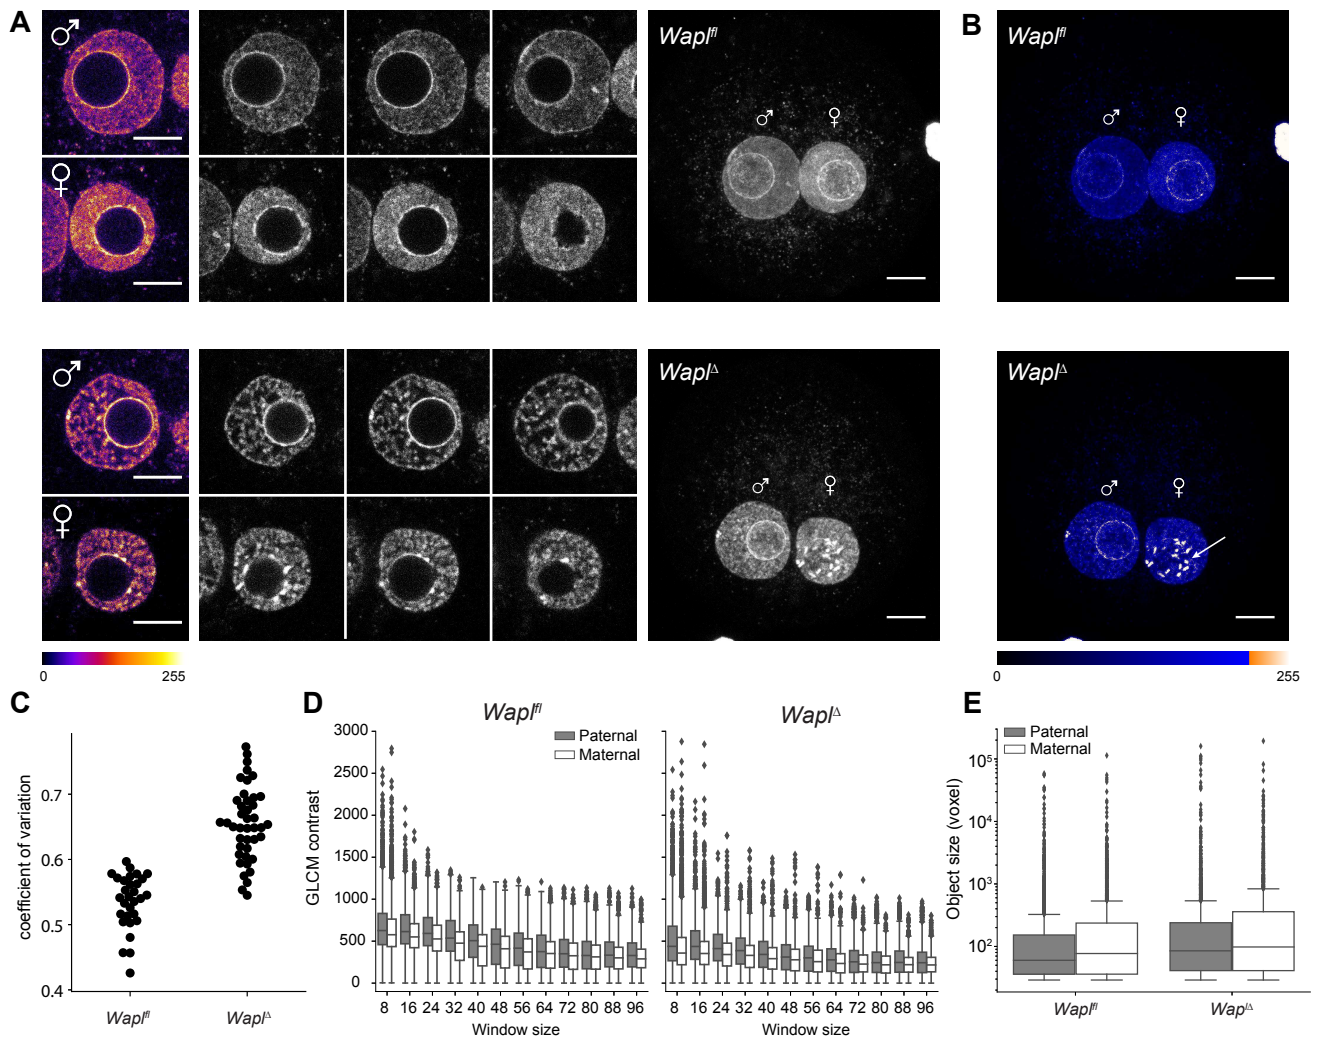 A
B
♂
Wapl^fl
Wapl^fl
♂ ♀
♂ ♀
♀
♂
Wapl^Δ
Wapl^Δ
♂ ♀
♂ ♀
♀
0 255
0 255
C
D
E
coefficient of variation
0.7
0.6
0.5
0.4
Wapl^fl Wapl^Δ
Wapl^fl
Wapl^Δ
Paternal
Maternal
GLCM contrast
3000
2500
2000
1500
1000
500
0
8 16 24 32 40 48 56 64 72 80 88 96
Window size
8 16 24 32 40 48 56 64 72 80 88 96
Window size
Paternal
Maternal
Object size (voxel)
10^5
10^4
10^3
10^2
Wapl^fl Wap^lΔ